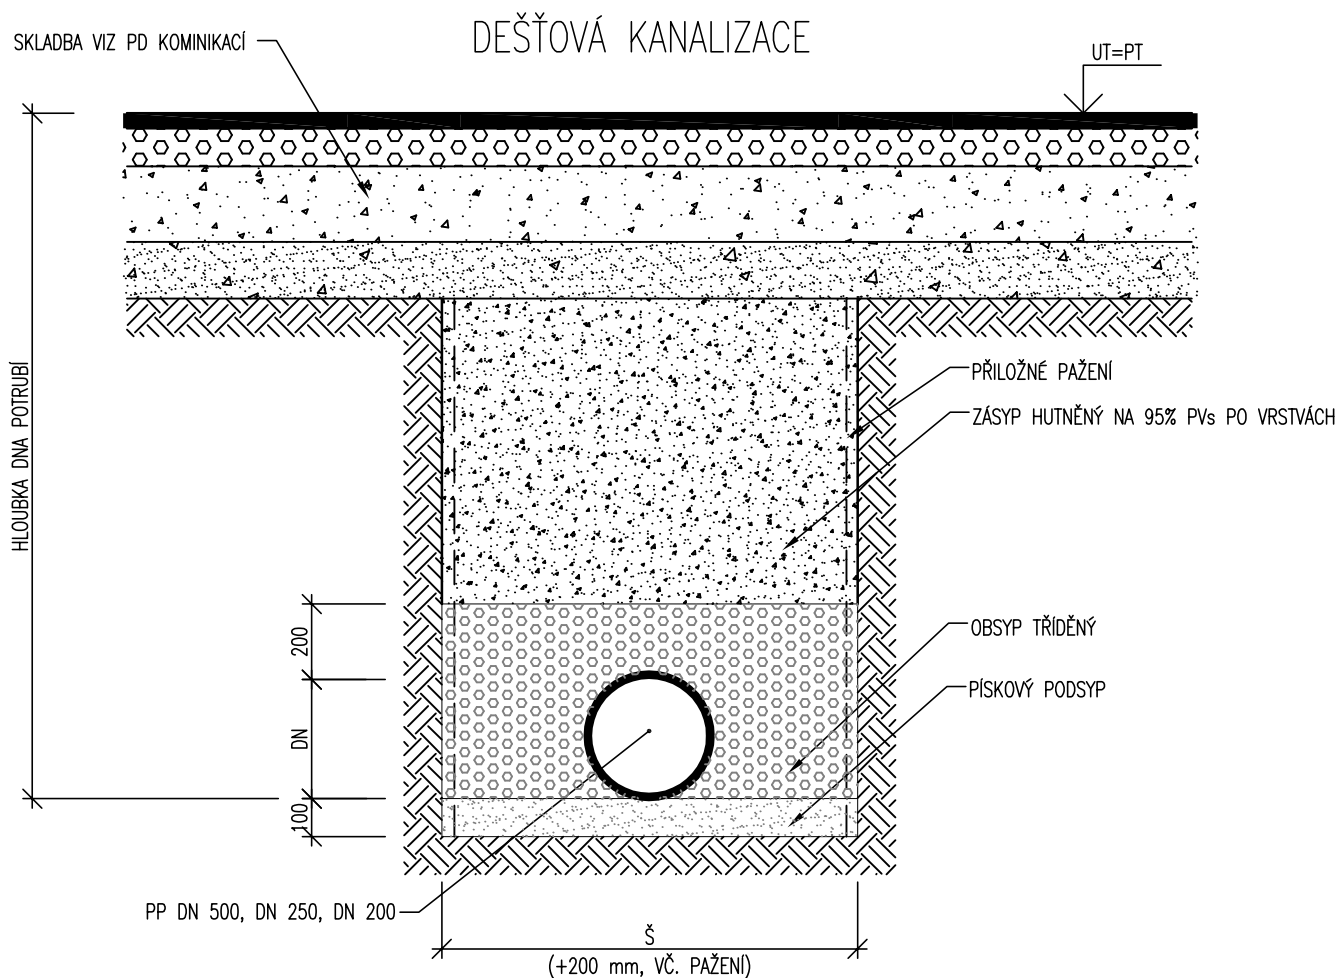 DEŠŤOVÁ KANALIZACE
SKLADBA VIZ PD KOMINIKACÍ
UT=PT
HLOUBKA DNA POTRUBÍ
PŘILOŽNÉ PAŽENÍ
ZÁSYP HUTNĚNÝ NA 95% PVs PO VRSTVÁCH
200
OBSYP TŘÍDĚNÝ
PÍSKOVÝ PODSYP
DN
100
PP DN 500, DN 250, DN 200
Š
(+200 mm, VČ. PAŽENÍ)